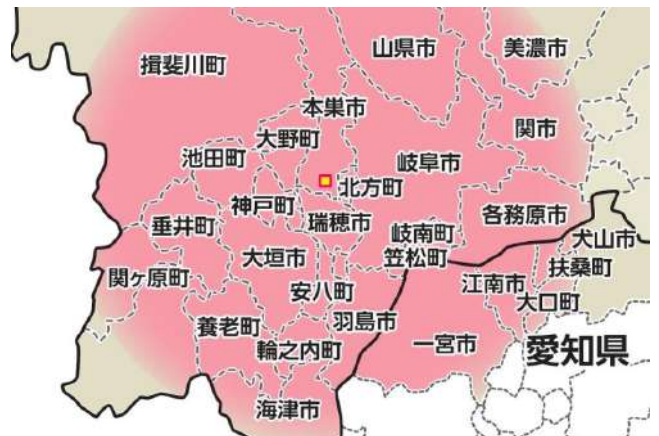 山県市
美濃市
揖斐川町
本巣市
関市
大野町
池田町
岐阜市
北方町
神戸町
各務原市
垂井町
瑞穂市
岐南町
犬山市
大垣市
笠松町
扶桑町
関ヶ原町
江南市
安八町
大口町
羽島市
養老町
一宮市
輪之内町
愛知県
海津市